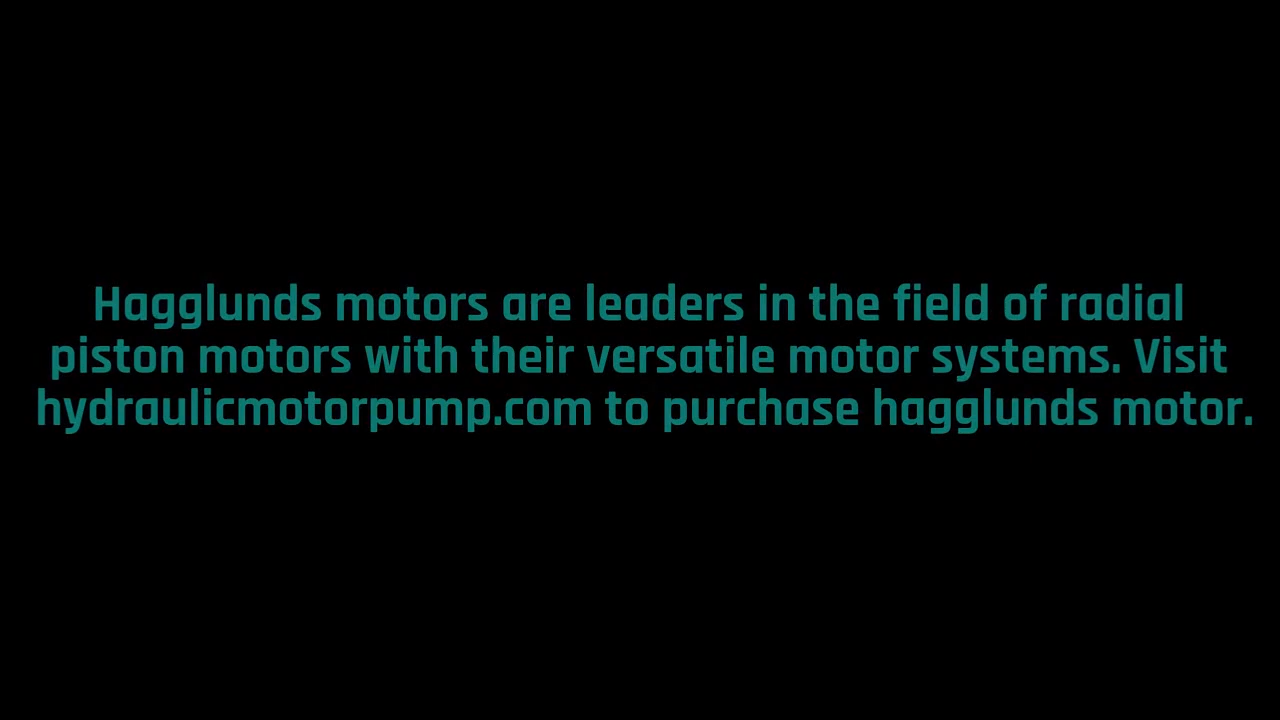 Hagglunds motors are leaders in the field of radial
piston motors with their versatile motor systems. Visit
hydraulicmotorpump.com to purchase hagglunds motor.